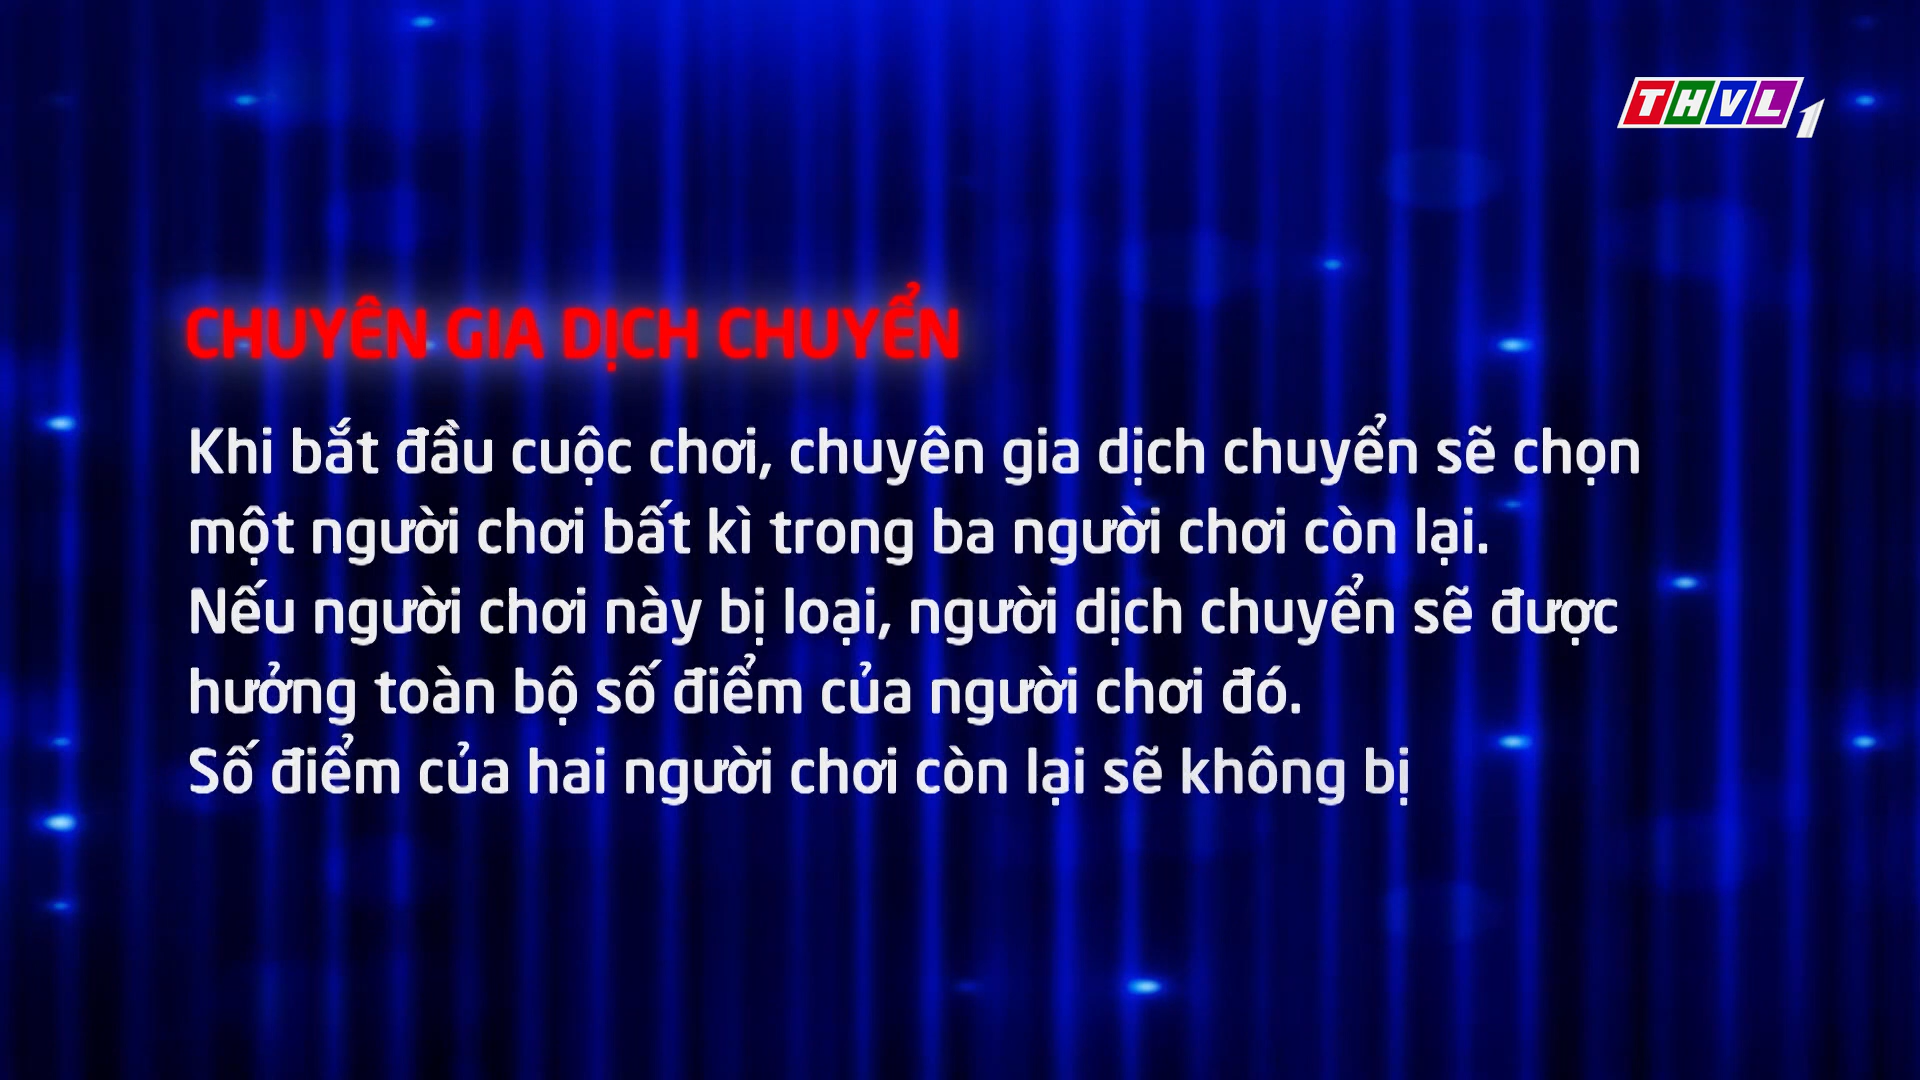 THVL1
CHUYÊN GIA DỊCH CHUYỂN
Khi bắt đầu cuộc chơi, chuyên gia dịch chuyển sẽ chọn
một người chơi bất kì trong ba người chơi còn lại.
Nếu người chơi này bị loại, người dịch chuyển sẽ được
hưởng toàn bộ số điểm của người chơi đó.
Số điểm của hai người chơi còn lại sẽ không bị